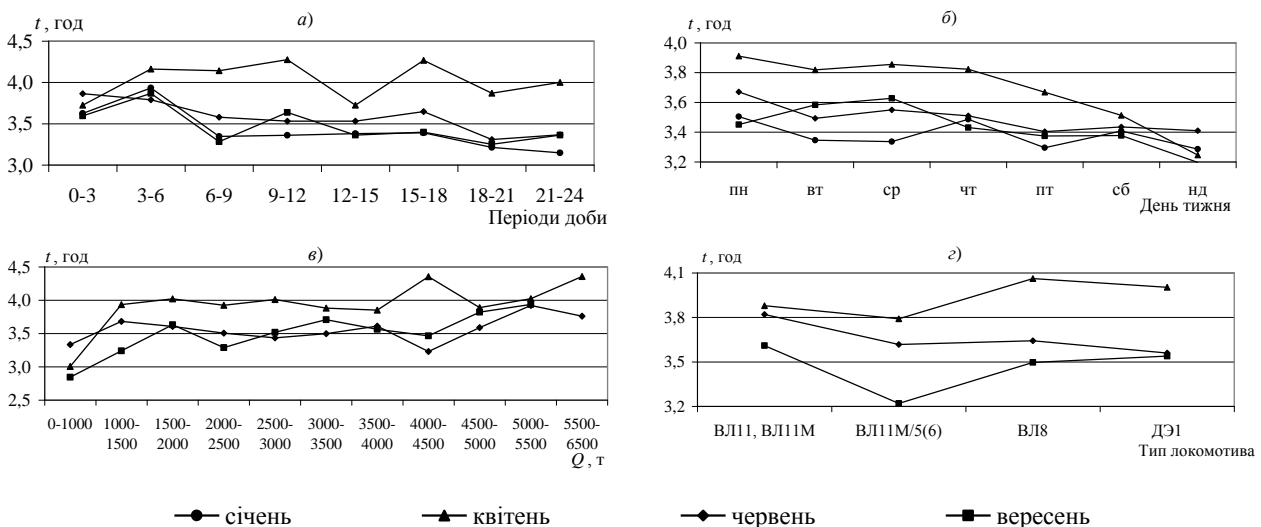 а)
t , год
4,5
4,0
3,5
3,0
0-3 3-6 6-9 9-12 12-15 15-18 18-21 21-24
Періоди доби
б)
t , год
4,0
3,8
3,6
3,4
3,2
пн вт ср чт пт сб нд
День тижня
в)
t , год
4,5
4,0
3,5
3,0
2,5
0-1000 1000- 1500- 2000- 2500- 3000- 3500- 4000- 4500- 5000- 5500-
1500 2000 2500 3000 3500 4000 4500 5000 5500 6500
Q , т
г)
t , год
4,1
3,8
3,5
3,2
ВЛ11, ВЛ11М ВЛ11М/5(6) ВЛ8 ДЭ1
Тип локомотива
січень квітень червень вересень